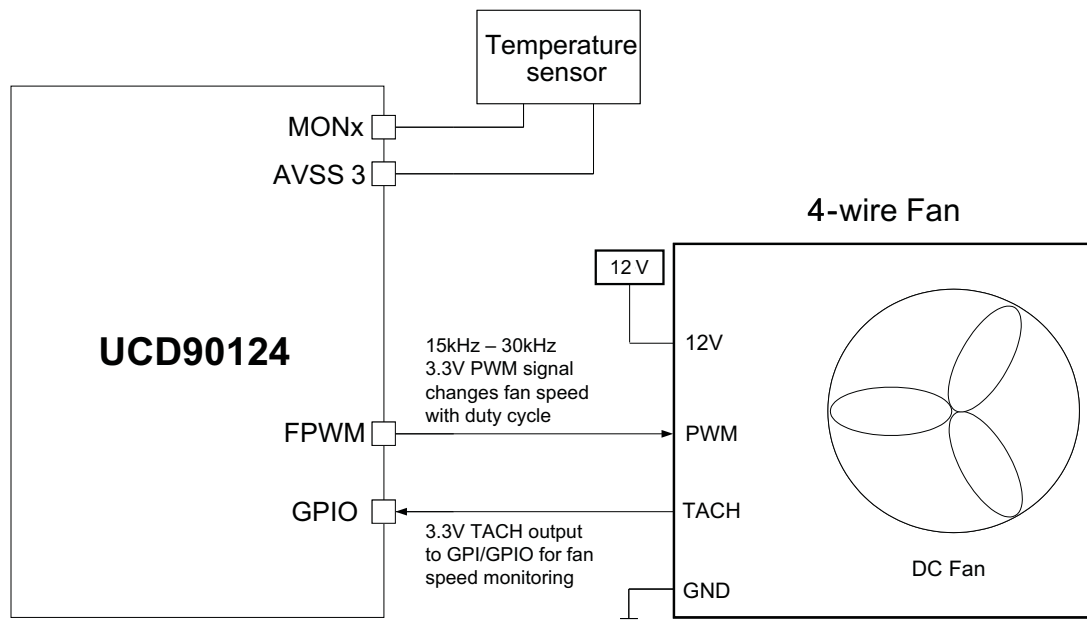 Temperature
sensor
MONx
AVSS 3
4-wire Fan
12 V
UCD90124
15kHz – 30kHz
3.3V PWM signal
changes fan speed
with duty cycle
12V
FPWM
PWM
GPIO
TACH
3.3V TACH output
to GPI/GPIO for fan
speed monitoring
DC Fan
GND